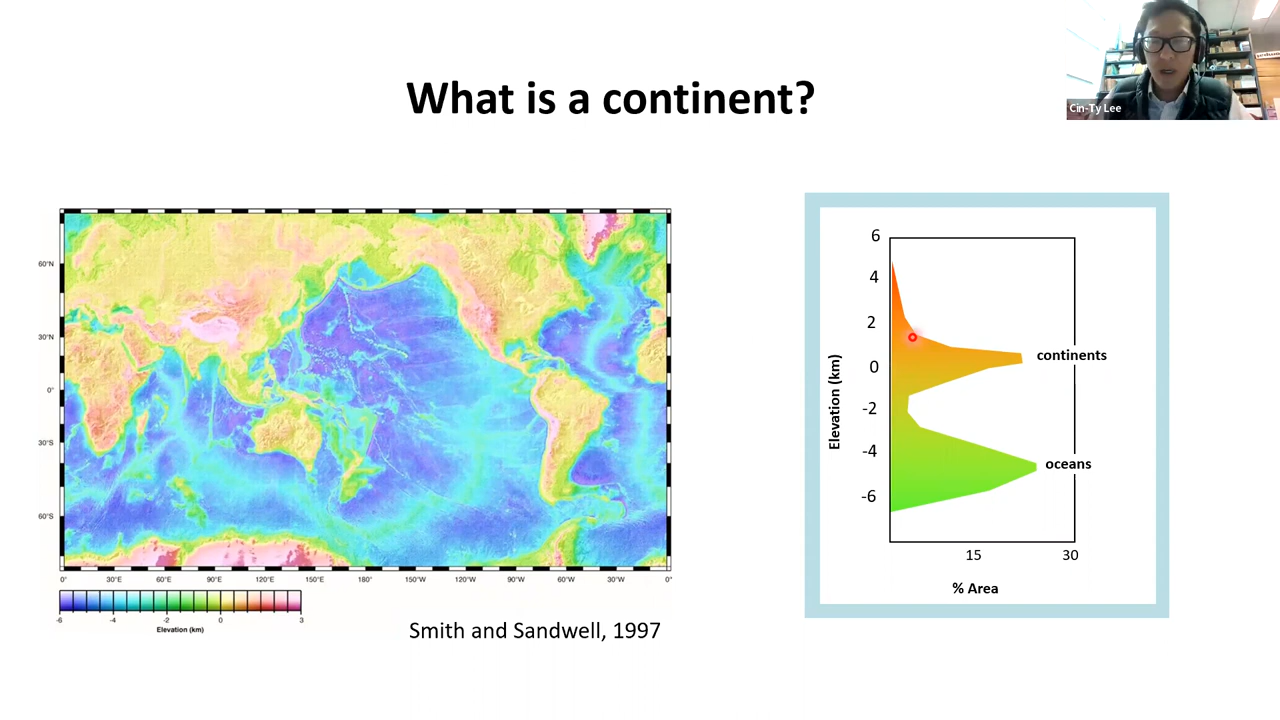 Cin-Ty Lee
What is a continent?
60°N
30°N
0°
30°S
60°S
0° 30°E 60°E 90°E 120°E 150°E 180° 150°W 120°W 90°W 60°W 30°W 0°
-6 -4 -2 0 3
Elevation (km)
Smith and Sandwell, 1997
6
4
2
0
-2
-4
-6
Elevation (km)
continents
oceans
15 30
% Area